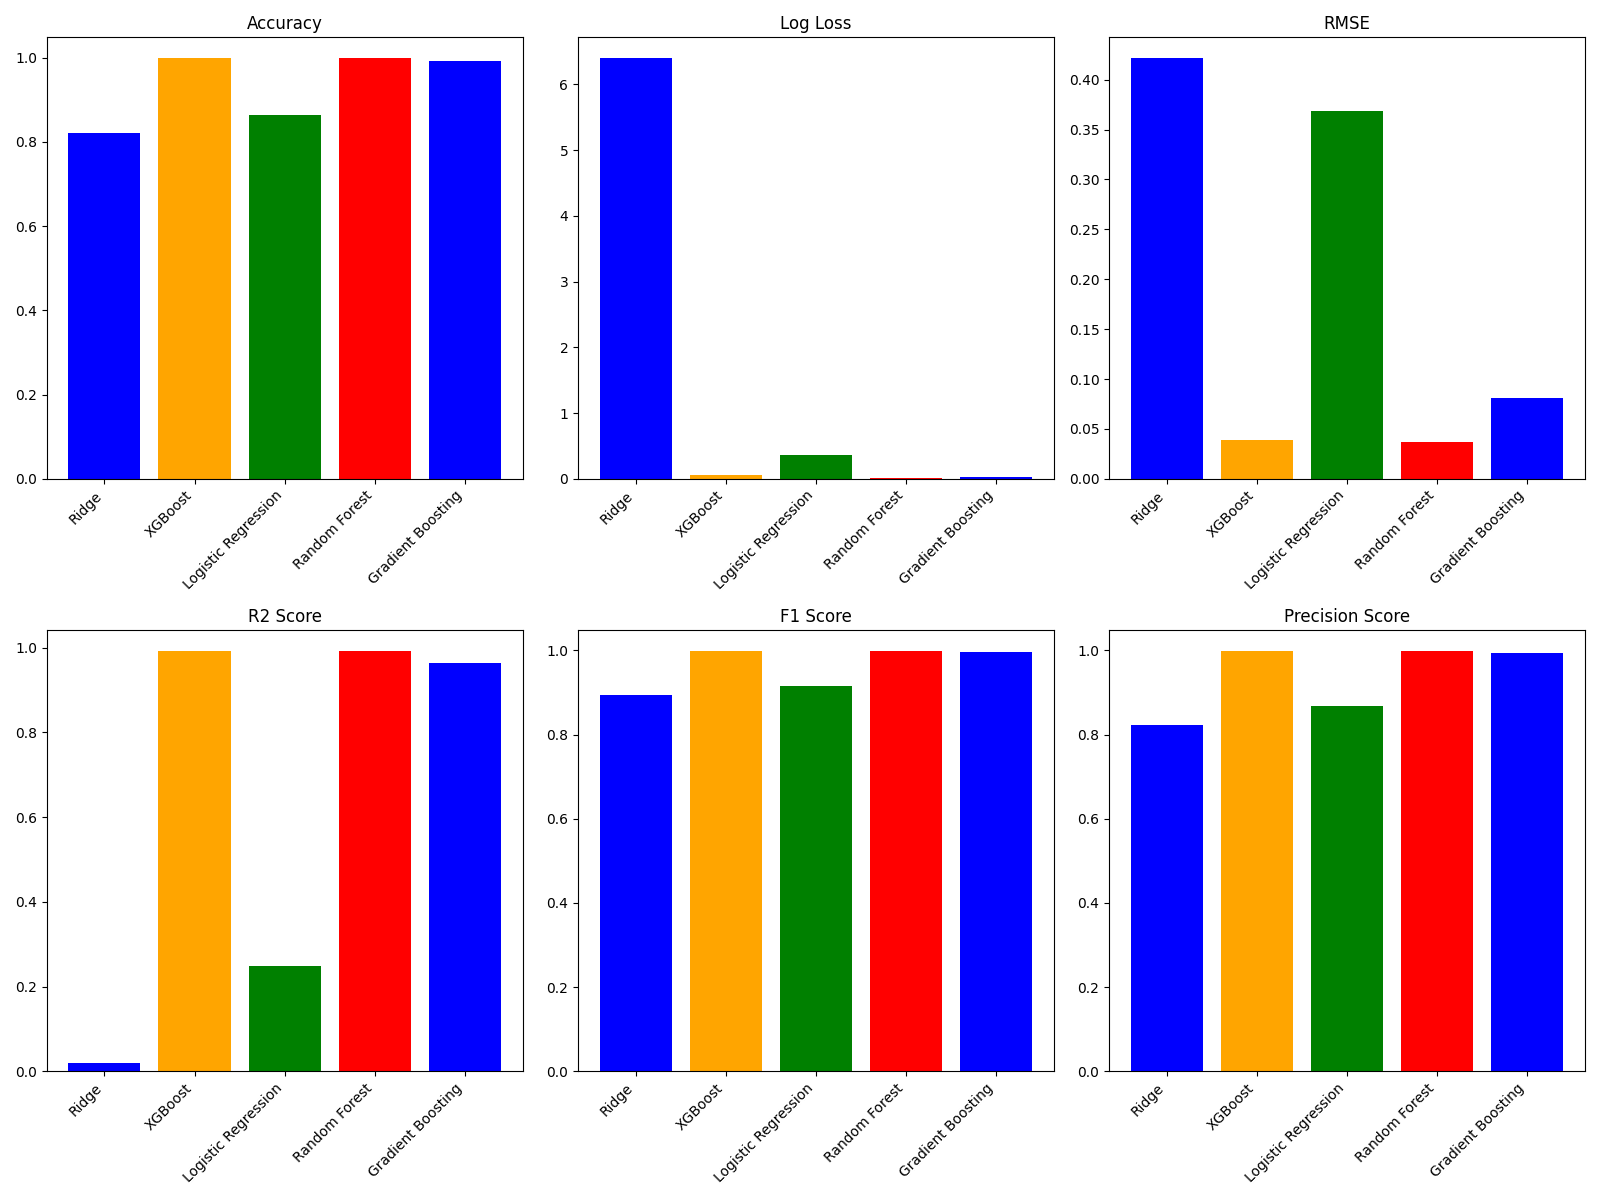 Accuracy
1.0
0.8
0.6
0.4
0.2
0.0
Ridge
XGBoost
Logistic Regression
Random Forest
Gradient Boosting
Log Loss
6
5
4
3
2
1
0
Ridge
XGBoost
Logistic Regression
Random Forest
Gradient Boosting
RMSE
0.40
0.35
0.30
0.25
0.20
0.15
0.10
0.05
0.00
Ridge
XGBoost
Logistic Regression
Random Forest
Gradient Boosting
R2 Score
1.0
0.8
0.6
0.4
0.2
0.0
Ridge
XGBoost
Logistic Regression
Random Forest
Gradient Boosting
F1 Score
1.0
0.8
0.6
0.4
0.2
0.0
Ridge
XGBoost
Logistic Regression
Random Forest
Gradient Boosting
Precision Score
1.0
0.8
0.6
0.4
0.2
0.0
Ridge
XGBoost
Logistic Regression
Random Forest
Gradient Boosting